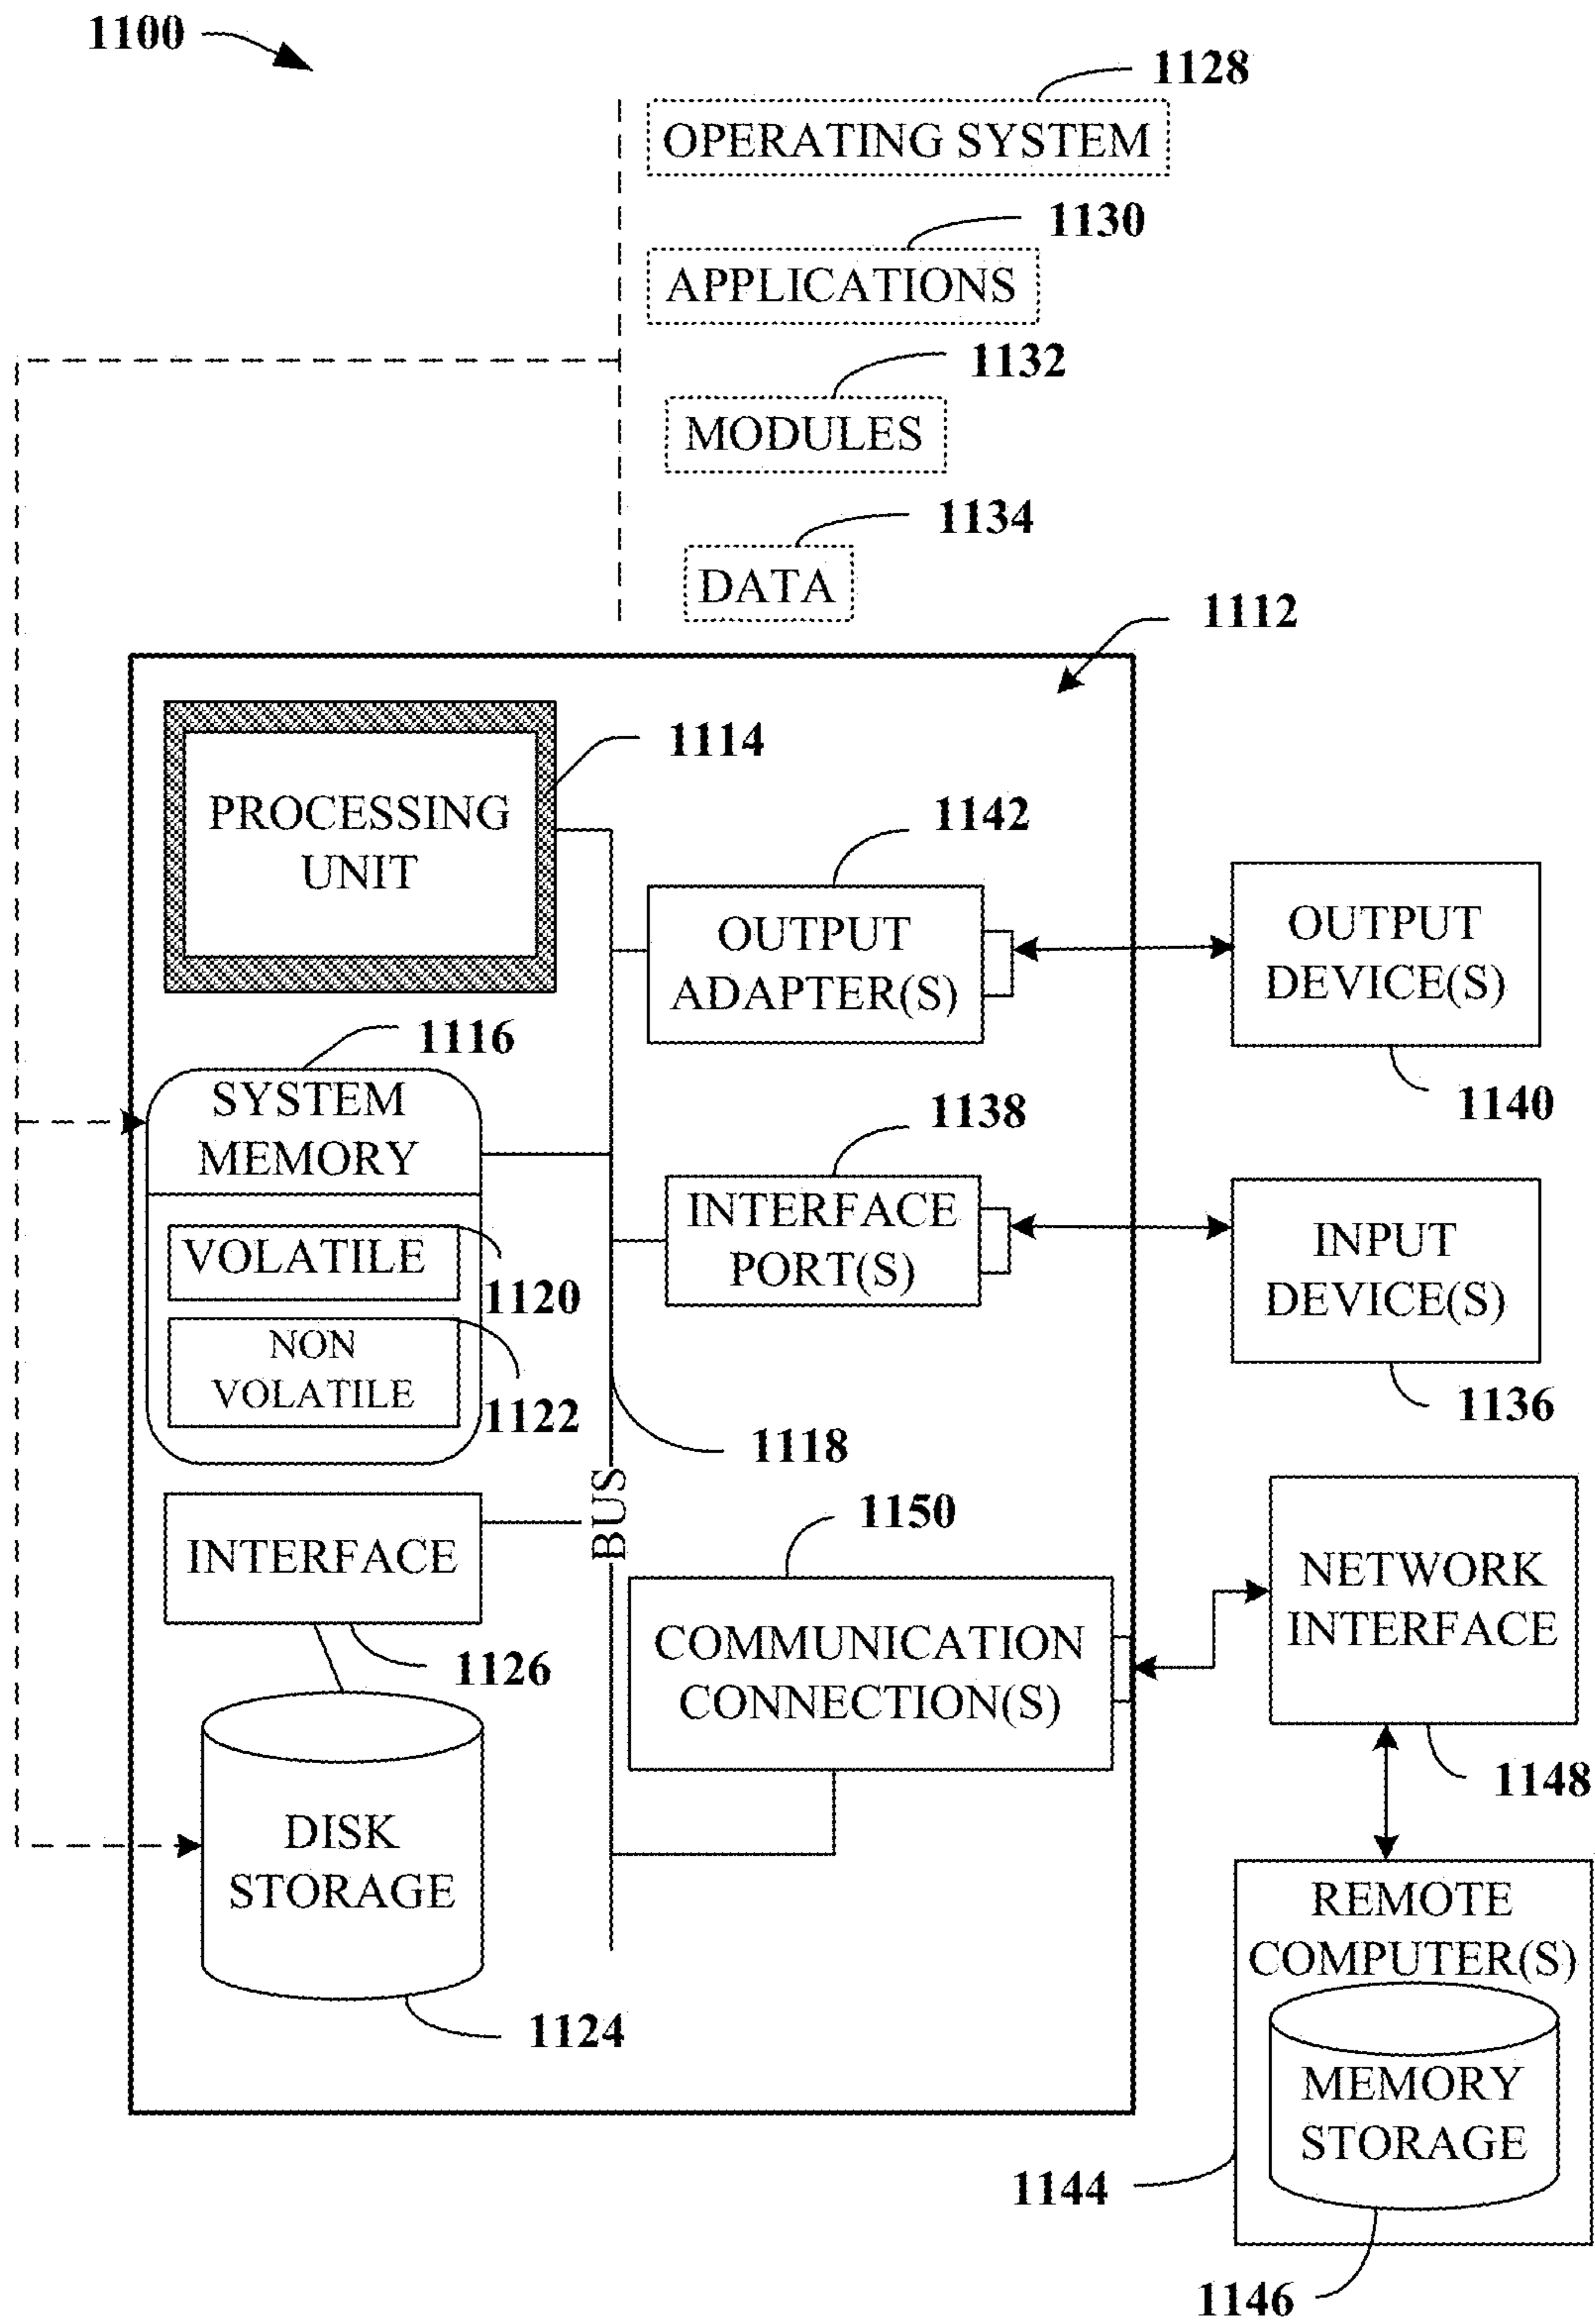 1100
1128
OPERATING SYSTEM
1130
APPLICATIONS
1132
MODULES
1134
DATA
1112
1114
PROCESSING
UNIT
1142
OUTPUT
ADAPTER(S)
OUTPUT
DEVICE(S)
1140
1116
SYSTEM
MEMORY
VOLATILE
1120
NON
VOLATILE
1122
1138
INTERFACE
PORT(S)
INPUT
DEVICE(S)
1136
1118
BUS
INTERFACE
1126
1150
COMMUNICATION
CONNECTION(S)
NETWORK
INTERFACE
1148
DISK
STORAGE
1124
REMOTE
COMPUTER(S)
MEMORY
STORAGE
1144
1146